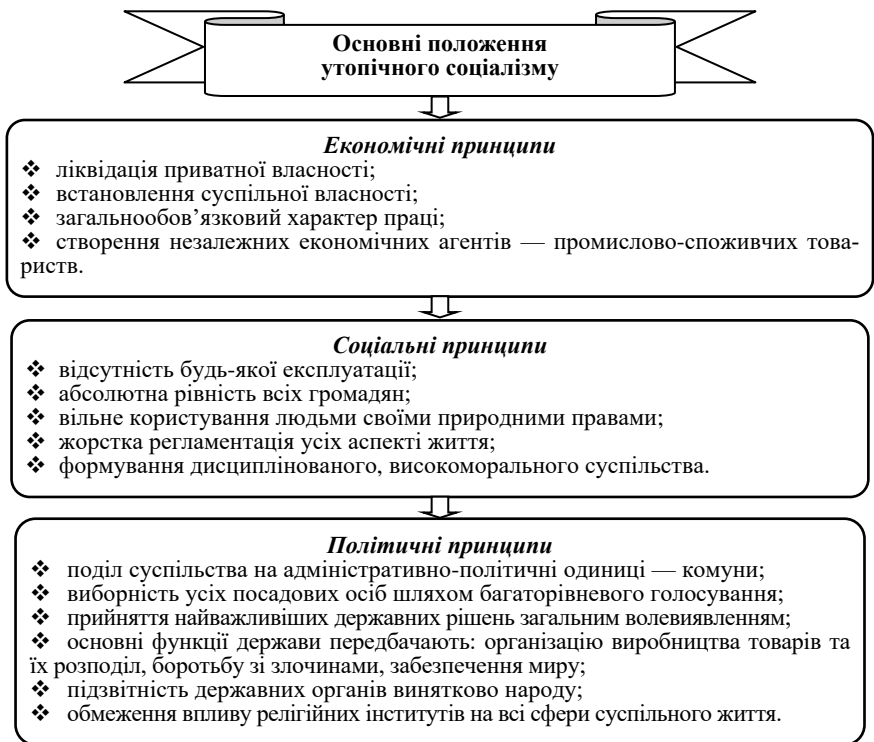 Основні положення
утопічного соціалізму
Економічні принципи
❖ ліквідація приватної власності;
❖ встановлення суспільної власності;
❖ загальнообов’язковий характер праці;
❖ створення незалежних економічних агентів — промислово-споживчих това-
риств.
Соціальні принципи
❖ відсутність будь-якої експлуатації;
❖ абсолютна рівність всіх громадян;
❖ вільне користування людьми своїми природними правами;
❖ жорстка регламентація усіх аспекті життя;
❖ формування дисциплінованого, високоморального суспільства.
Політичні принципи
❖ поділ суспільства на адміністративно-політичні одиниці — комуни;
❖ виборність усіх посадових осіб шляхом багаторівневого голосування;
❖ прийняття найважливіших державних рішень загальним волевиявленням;
❖ основні функції держави передбачають: організацію виробництва товарів та
їх розподіл, боротьбу зі злочинами, забезпечення миру;
❖ підзвітність державних органів винятково народу;
❖ обмеження впливу релігійних інститутів на всі сфери суспільного життя.